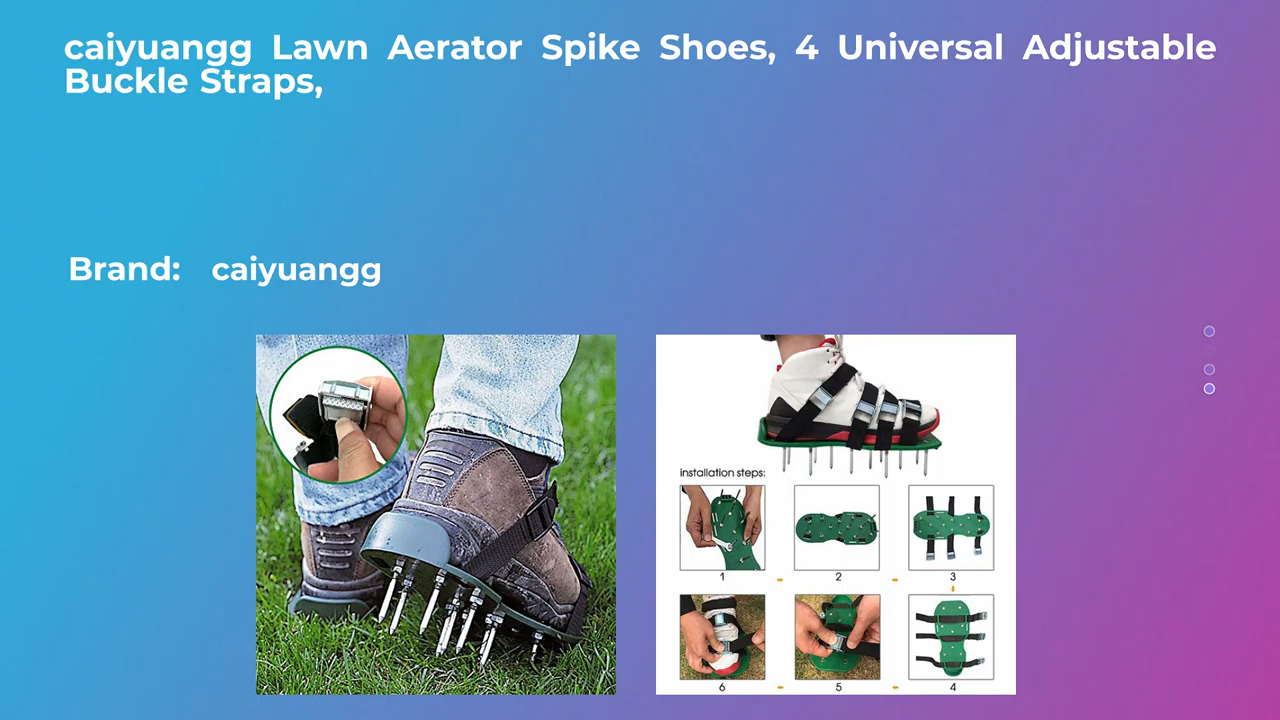 caiyuangg Lawn Aerator Spike Shoes, 4 Universal Adjustable
Buckle Straps,
Brand: caiyuangg
installation steps:
1 2 3
6 5 4